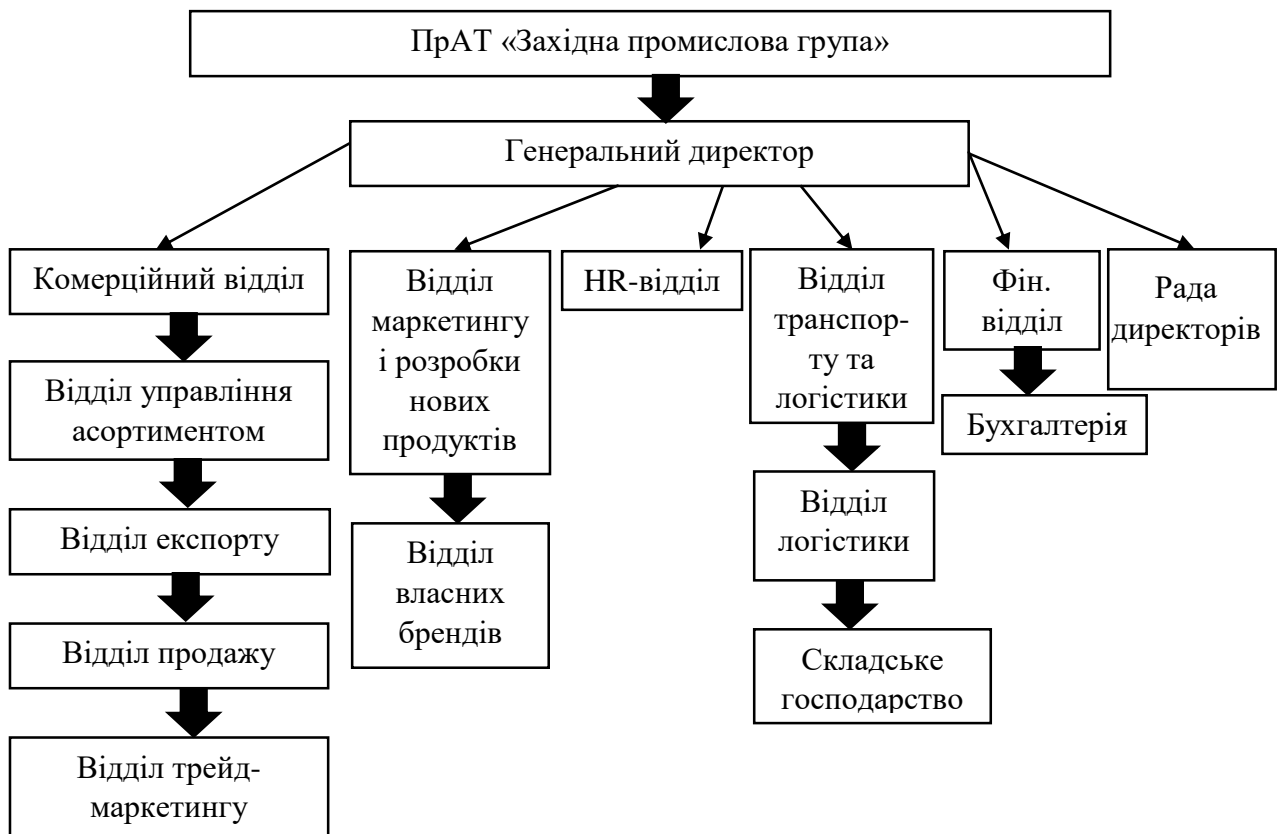 ПрАТ «Західна промислова група»
Генеральний директор
Комерційний відділ
Відділ управління
асортиментом
Відділ експорту
Відділ продажу
Відділ трейд-
маркетингу
Відділ
маркетингу
і розробки
нових
продуктів
Відділ
власних
брендів
HR-відділ
Відділ
транспор-
ту та
логістики
Відділ
логістики
Складське
господарство
Фін.
відділ
Бухгалтерія
Рада
директорів